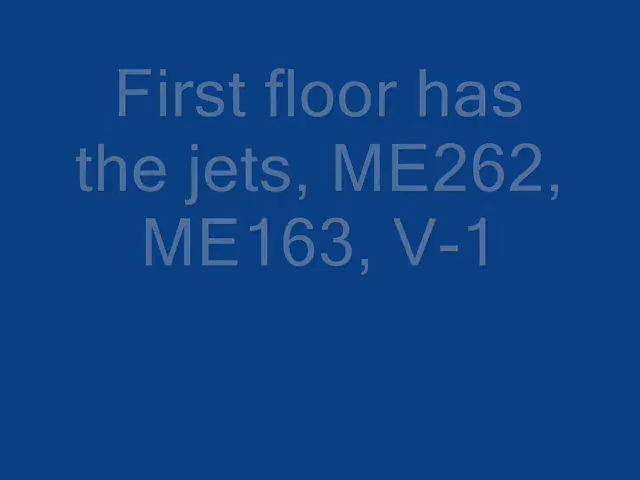 First floor has
the jets, ME262,
ME163, V-1